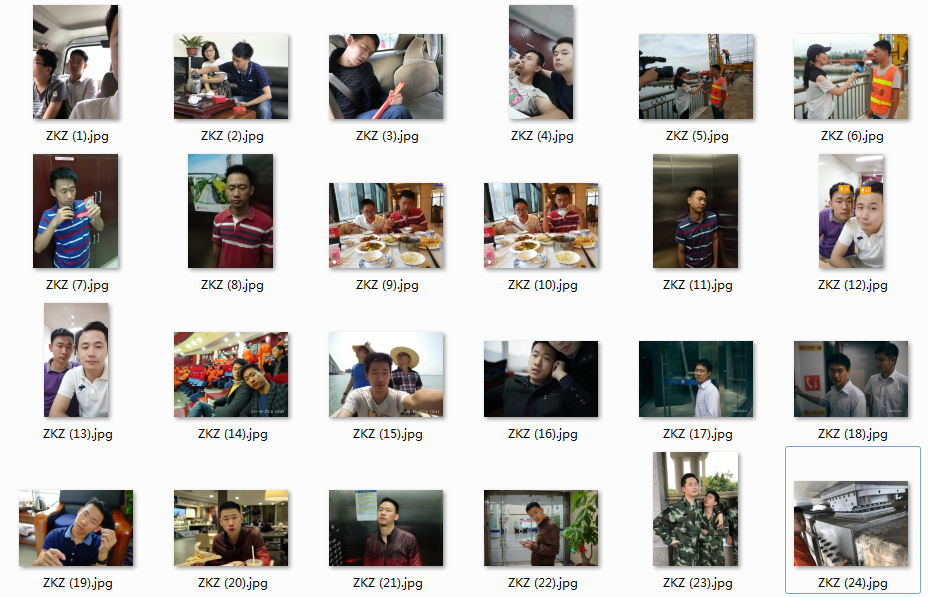 ZKZ (1).jpg
ZKZ (2).jpg
ZKZ (3).jpg
ZKZ (4).jpg
ZKZ (5).jpg
ZKZ (6).jpg
ZKZ (7).jpg
ZKZ (8).jpg
ZKZ (9).jpg
ZKZ (10).jpg
ZKZ (11).jpg
ZKZ (12).jpg
ZKZ (13).jpg
ZKZ (14).jpg
ZKZ (15).jpg
ZKZ (16).jpg
ZKZ (17).jpg
ZKZ (18).jpg
ZKZ (19).jpg
ZKZ (20).jpg
ZKZ (21).jpg
ZKZ (22).jpg
ZKZ (23).jpg
ZKZ (24).jpg